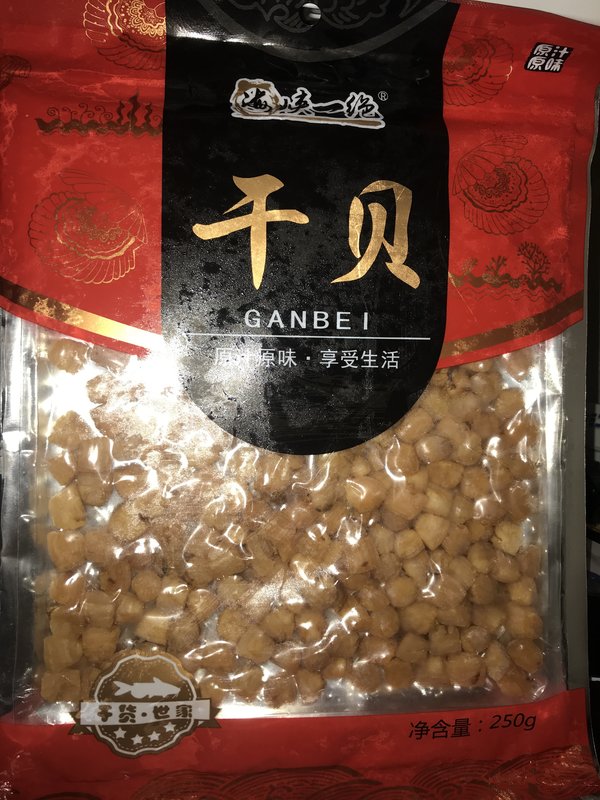 原汁
原味
海峡一绝®
干贝
GANBEI
原汁原味·享受生活
干货·世家
净含量:250g